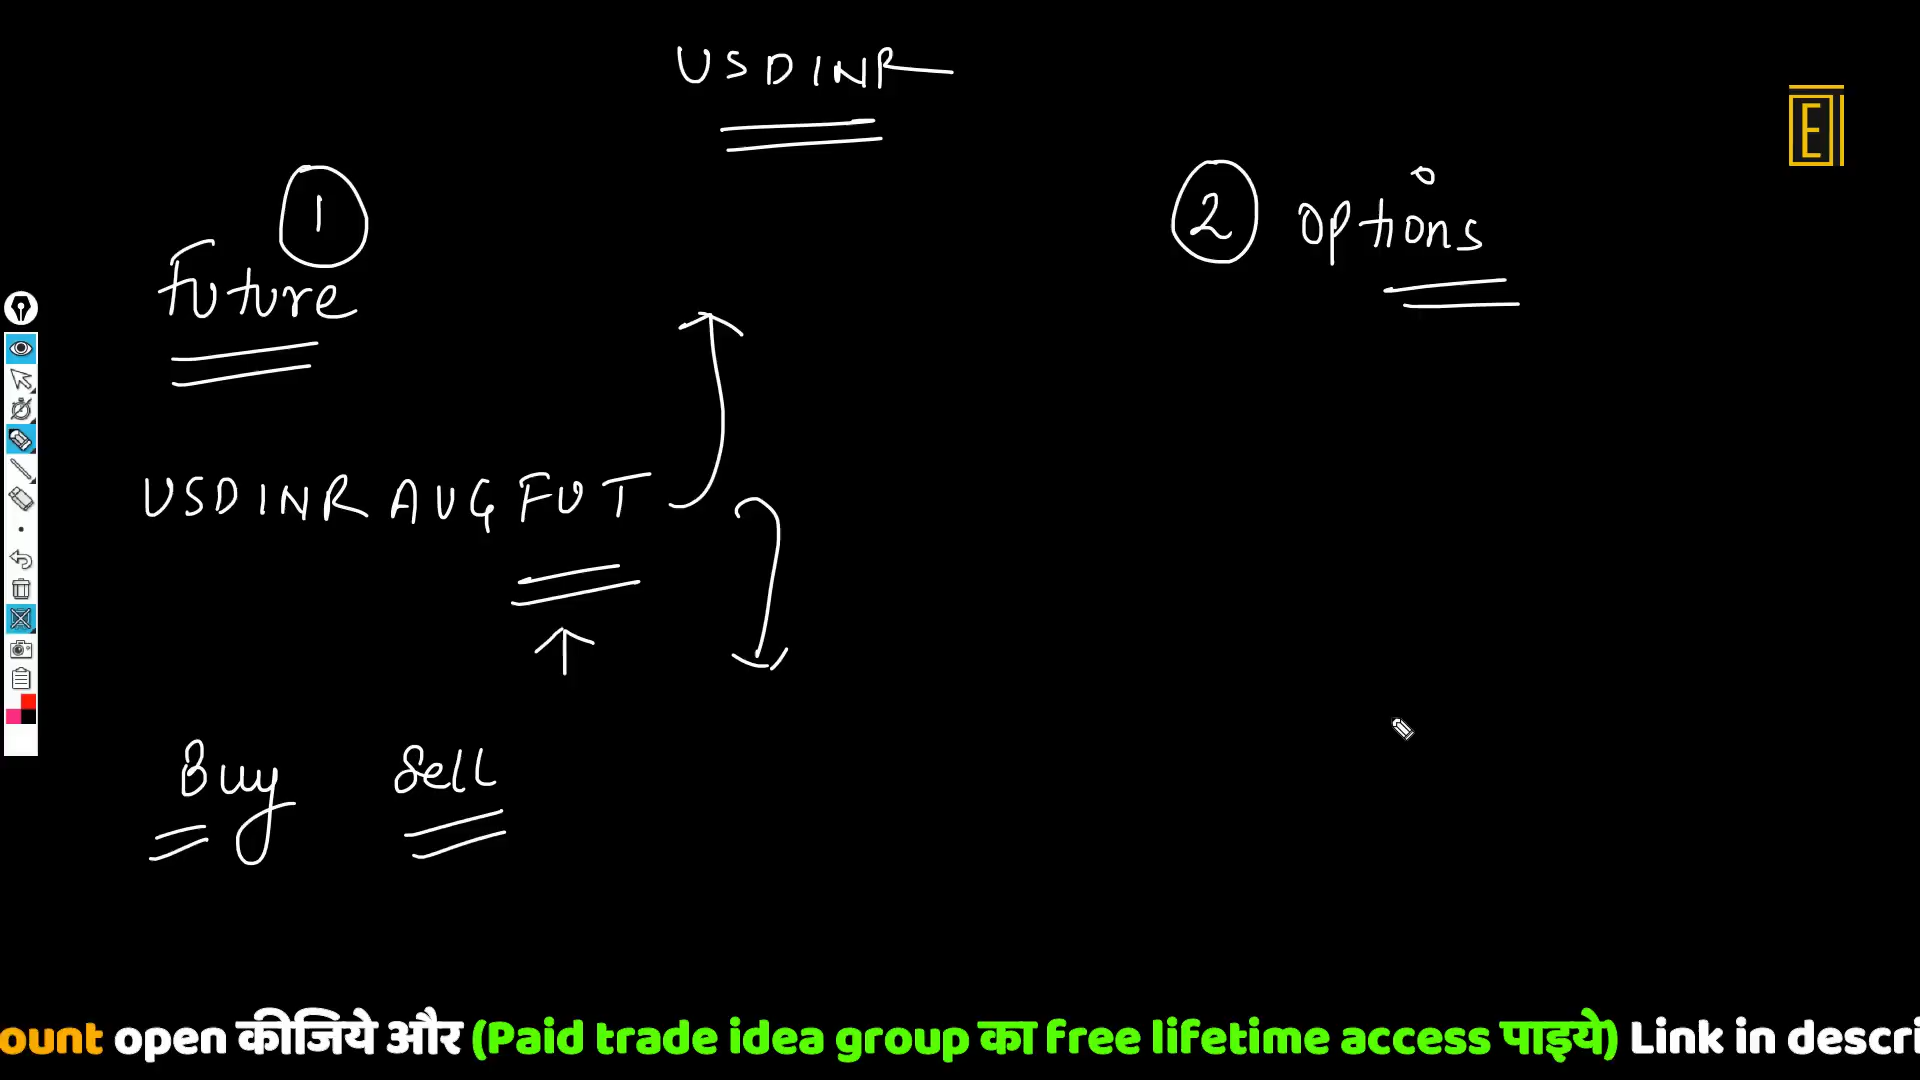 USDINR
1
Future
2 options
USDINR AUG FUT
Buy Sell
E
ount open कीजिये और (Paid trade idea group का free lifetime access पाइये) Link in descri